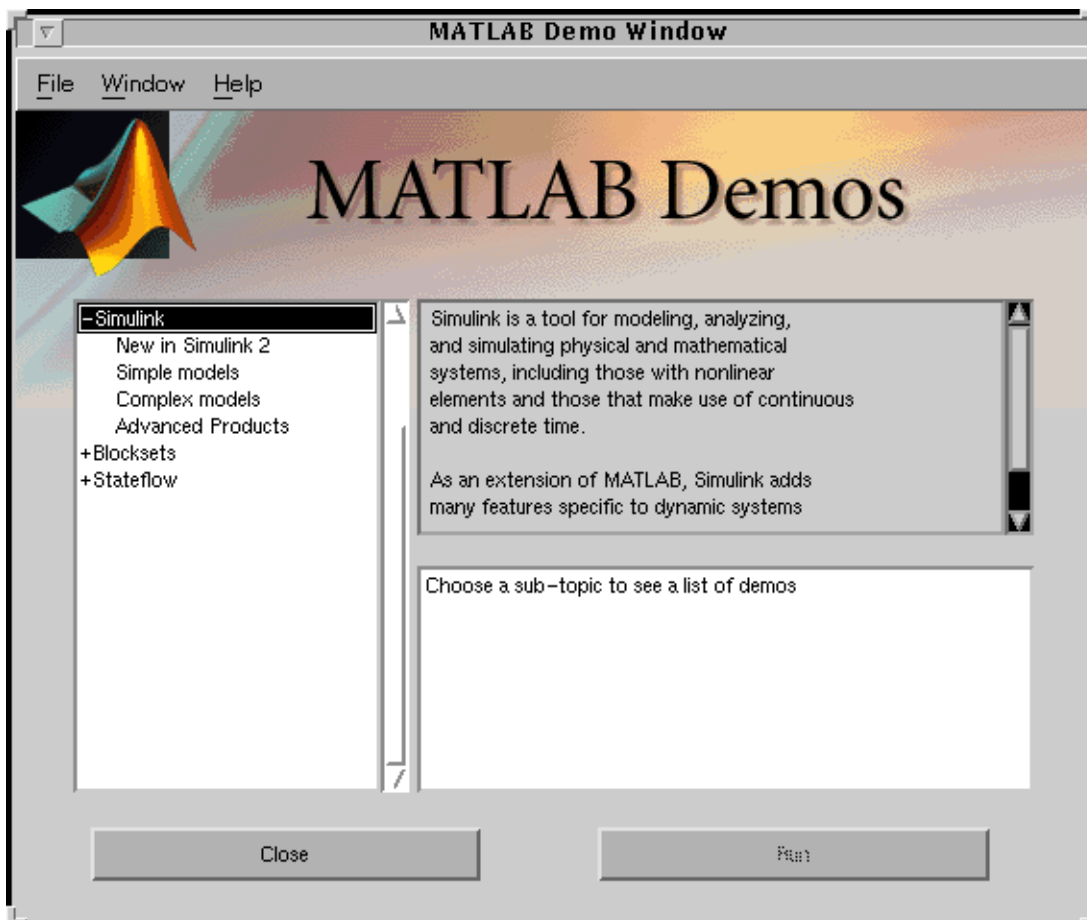 MATLAB Demo Window
File Window Help
MATLAB Demos
-Simulink
New in Simulink 2
Simple models
Complex models
Advanced Products
+Blocksets
+Stateflow
Simulink is a tool for modeling, analyzing,
and simulating physical and mathematical
systems, including those with nonlinear
elements and those that make use of continuous
and discrete time.
As an extension of MATLAB, Simulink adds
many features specific to dynamic systems
Choose a sub-topic to see a list of demos
Close
Run